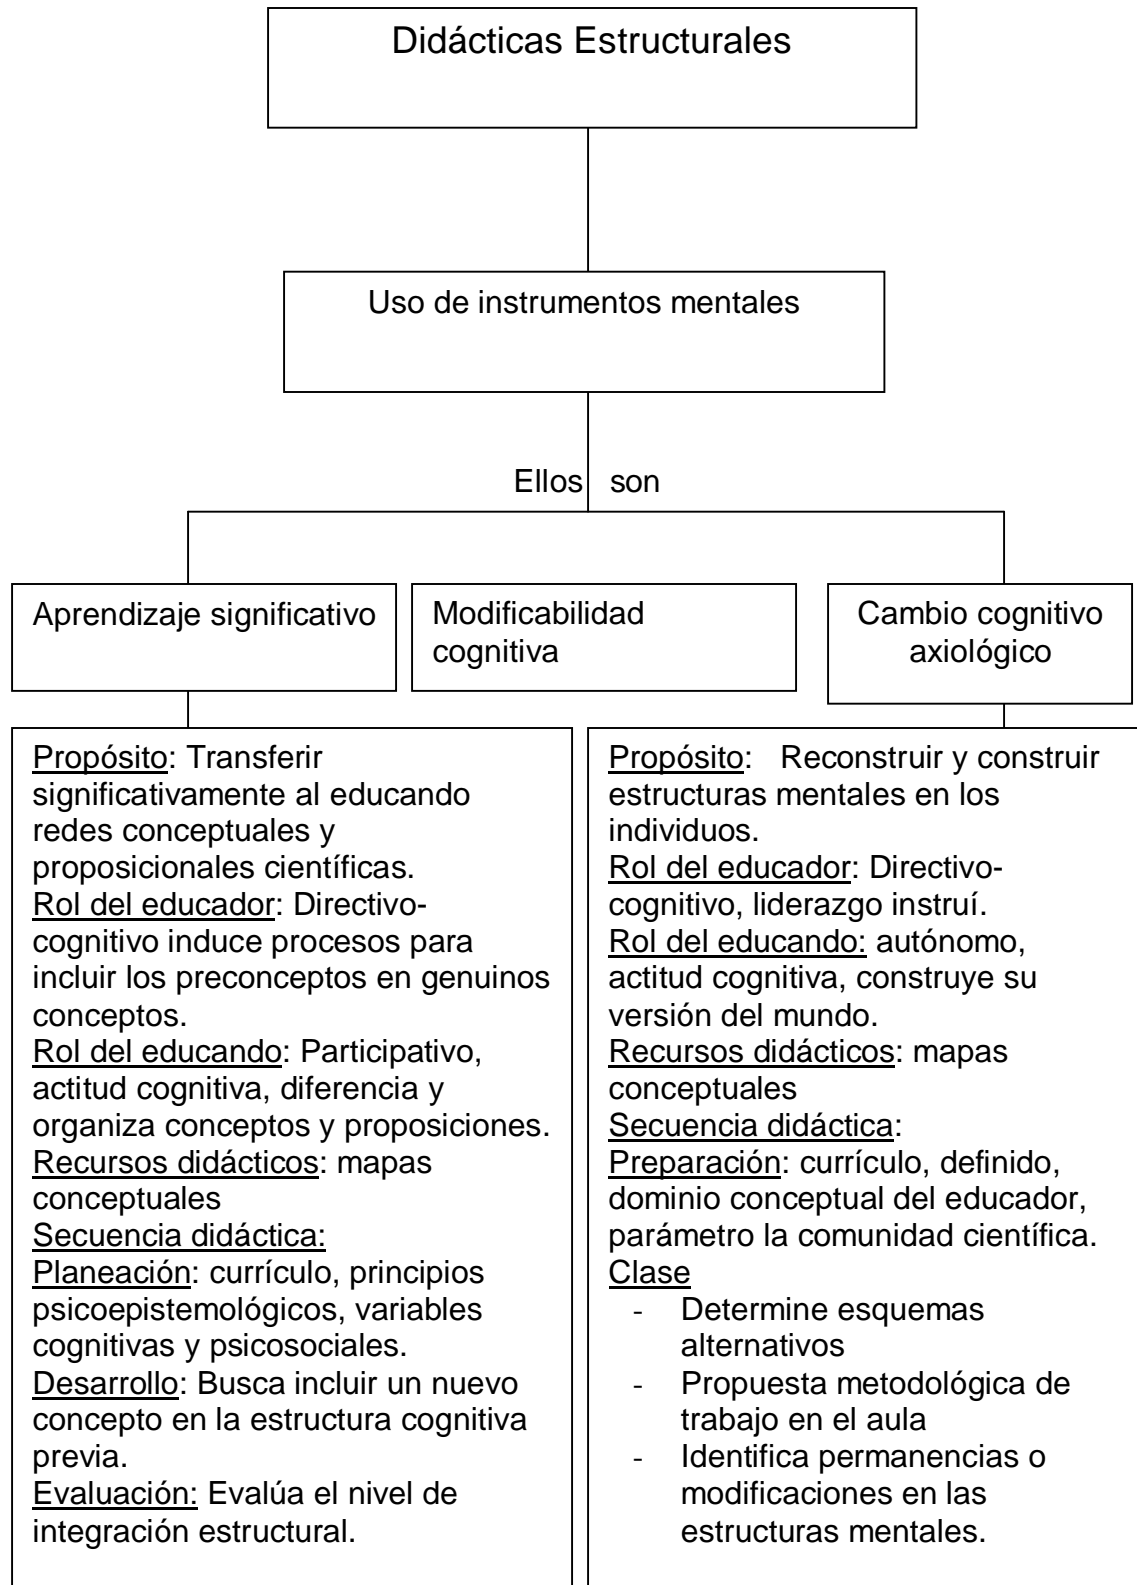 Didácticas Estructurales
Uso de instrumentos mentales
Ellos son
Aprendizaje significativo
Modificabilidad
cognitiva
Cambio cognitivo
axiológico
Propósito: Transferir
significativamente al educando
redes conceptuales y
proposicionales científicas.
Rol del educador: Directivo-
cognitivo induce procesos para
incluir los preconceptos en genuinos
conceptos.
Rol del educando: Participativo,
actitud cognitiva, diferencia y
organiza conceptos y proposiciones.
Recursos didácticos: mapas
conceptuales
Secuencia didáctica:
Planeación: currículo, principios
psicoepistemológicos, variables
cognitivas y psicosociales.
Desarrollo: Busca incluir un nuevo
concepto en la estructura cognitiva
previa.
Evaluación: Evalúa el nivel de
integración estructural.
Propósito: Reconstruir y construir
estructuras mentales en los
individuos.
Rol del educador: Directivo-
cognitivo, liderazgo instruí.
Rol del educando: autónomo,
actitud cognitiva, construye su
versión del mundo.
Recursos didácticos: mapas
conceptuales
Secuencia didáctica:
Preparación: currículo, definido,
dominio conceptual del educador,
parámetro la comunidad científica.
Clase
- Determine esquemas
alternativos
- Propuesta metodológica de
trabajo en el aula
- Identifica permanencias o
modificaciones en las
estructuras mentales.